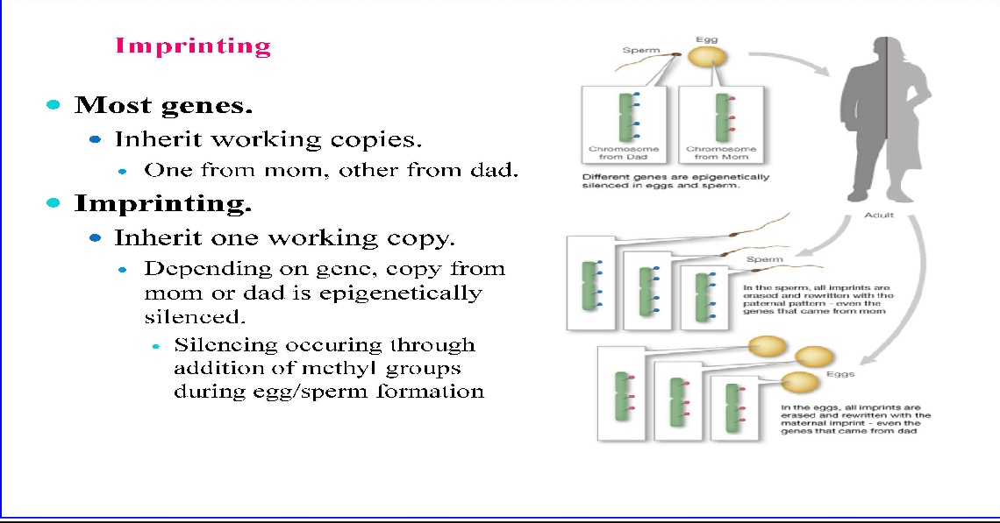 Imprinting
Most genes.
Inherit working copies.
One from mom, other from dad.
Imprinting.
Inherit one working copy.
Depending on gene, copy from
mom or dad is epigenetically
silenced.
Silencing occuring through
addition of methyl groups
during egg/sperm formation
Egg
Sperm
Chromosome
from Dad
Chromosome
from Mom
Different genes are epigenetically
silenced in eggs and sperm.
Adult
Sperm
In the sperm, all imprints are
erased and rewritten with the
paternal pattern - even the
genes that came from mom
Eggs
In the eggs, all imprints are
erased and rewritten with the
maternal imprint - even the
genes that came from dad